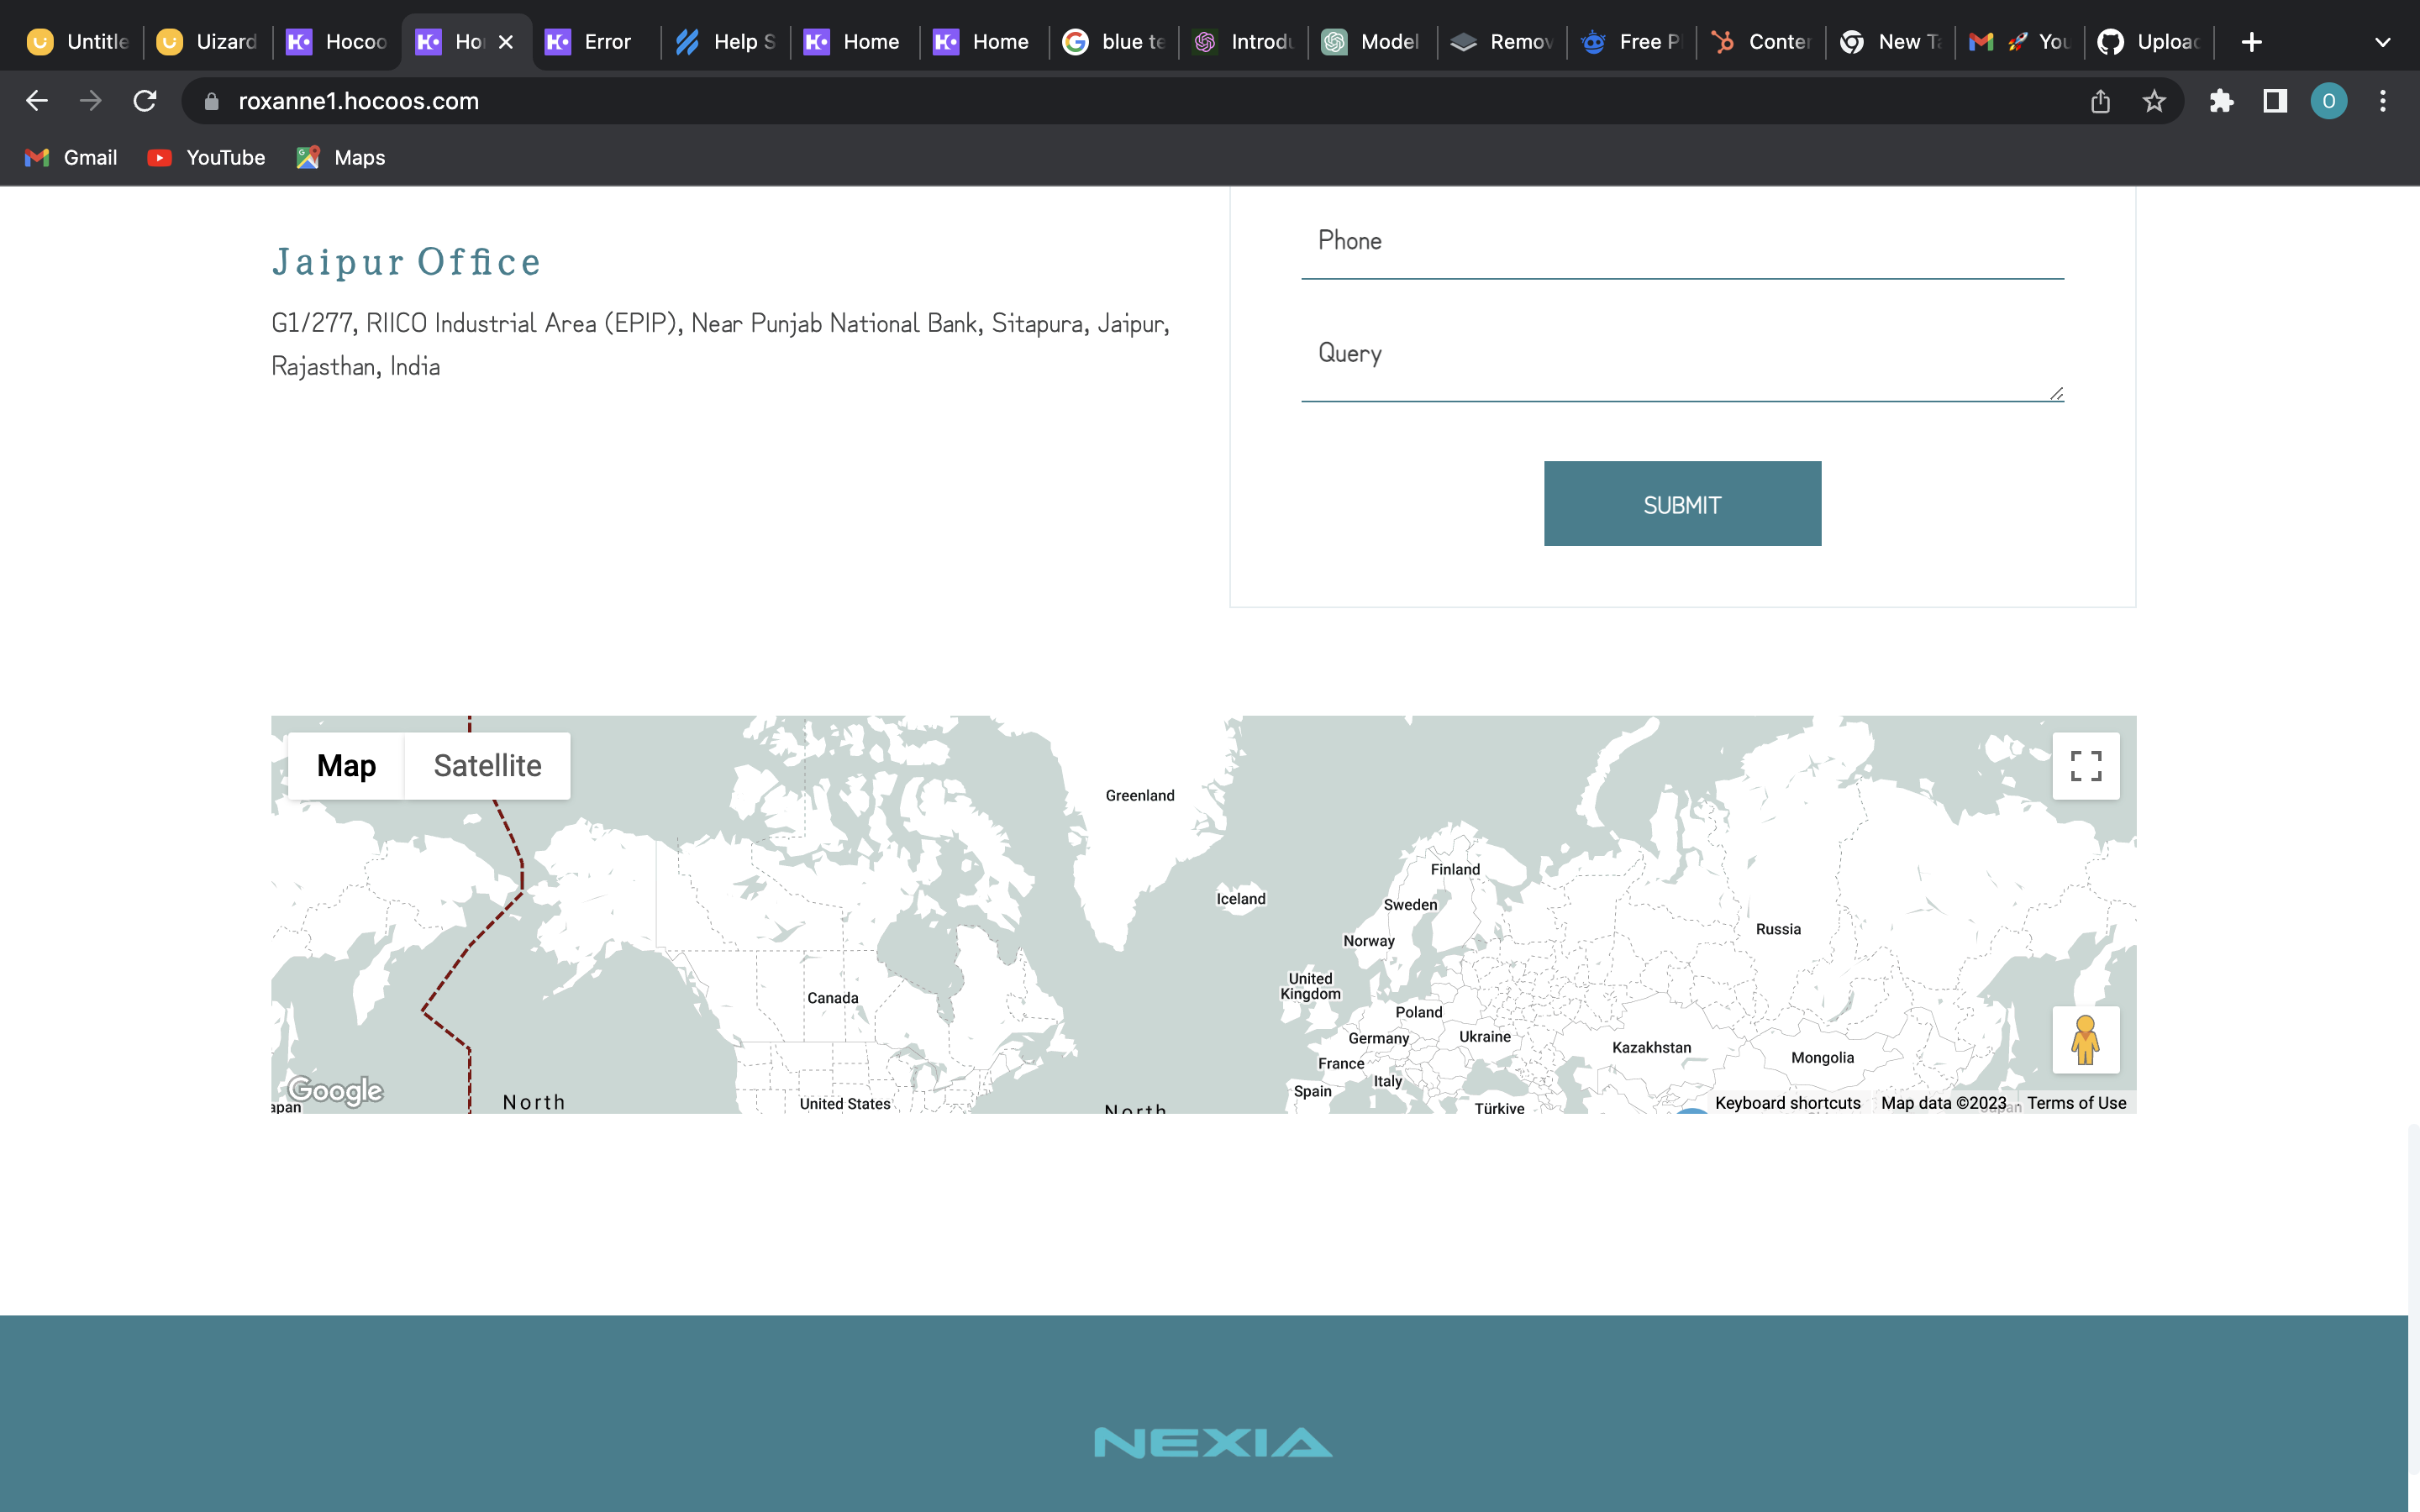 Untitle
Uizard
Hocoo
Ho
Error
Help S
Home
Home
blue te
Introdu
Model
Remov
Free P
Conter
New Ta
You
Upload
roxanne1.hocoos.com
O
Gmail
YouTube
Maps
Jaipur Office
G1/277, RIICO Industrial Area (EPIP), Near Punjab National Bank, Sitapura, Jaipur,
Rajasthan, India
Phone
Query
SUBMIT
Map
Satellite
Greenland
Finland
Iceland
Sweden
Russia
Norway
United
Kingdom
Canada
Poland
Germany
Ukraine
Kazakhstan
Mongolia
France
Italy
Spain
Google
apan
North
United States
North
Türkiye
Japan
Keyboard shortcuts
Map data ©2023
Terms of Use
NEXIA